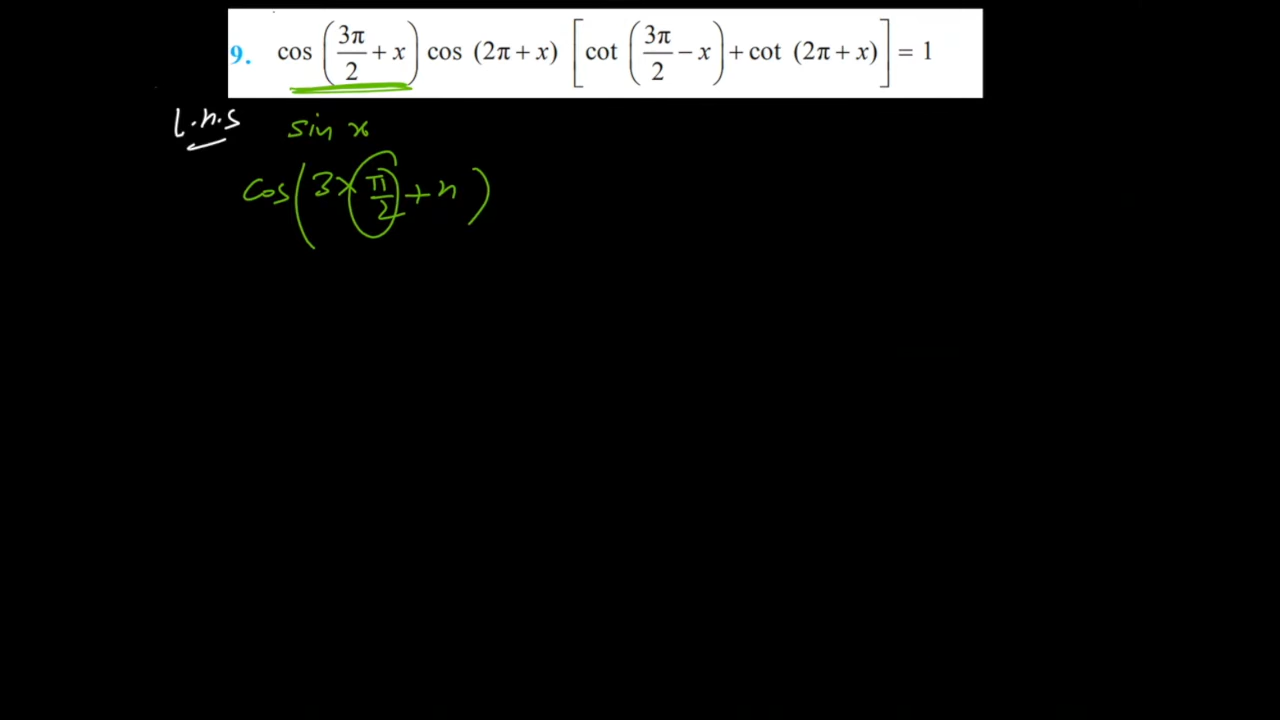 9. cos (3π/2 + x) cos (2π + x) [cot (3π/2 − x) + cot (2π + x)] = 1
L.H.S sin x
cos(3×π/2 + x)